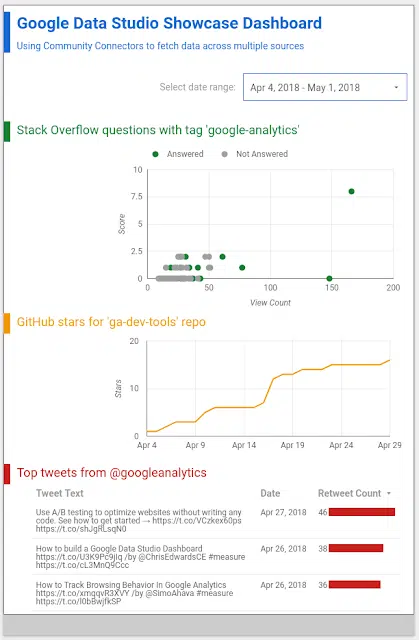 Google Data Studio Showcase Dashboard
Using Community Connectors to fetch data across multiple sources
Select date range: Apr 4, 2018 - May 1, 2018
Stack Overflow questions with tag 'google-analytics'
Answered Not Answered
10
7.5
5
2.5
0
Score
0 50 100 150 200
View Count
GitHub stars for 'ga-dev-tools' repo
20
10
0
Stars
Apr 4 Apr 9 Apr 14 Apr 19 Apr 24 Apr 29
Top tweets from @googleanalytics
Tweet Text Date Retweet Count
Use A/B testing to optimize websites without writing any Apr 27, 2018 46
code. See how to get started → https://t.co/VCzkex60ps
https://t.co/shJgRLsqN0
How to build a Google Data Studio Dashboard Apr 26, 2018 38
https://t.co/U3K9Pc9jIq /by @ChrisEdwardsCE #measure
https://t.co/cL3MnQ9Ccc
How to Track Browsing Behavior in Google Analytics Apr 26, 2018 36
https://t.co/xmqqvR3XVY /by @SimoAhava #measure
https://t.co/l0bBwjfkSP